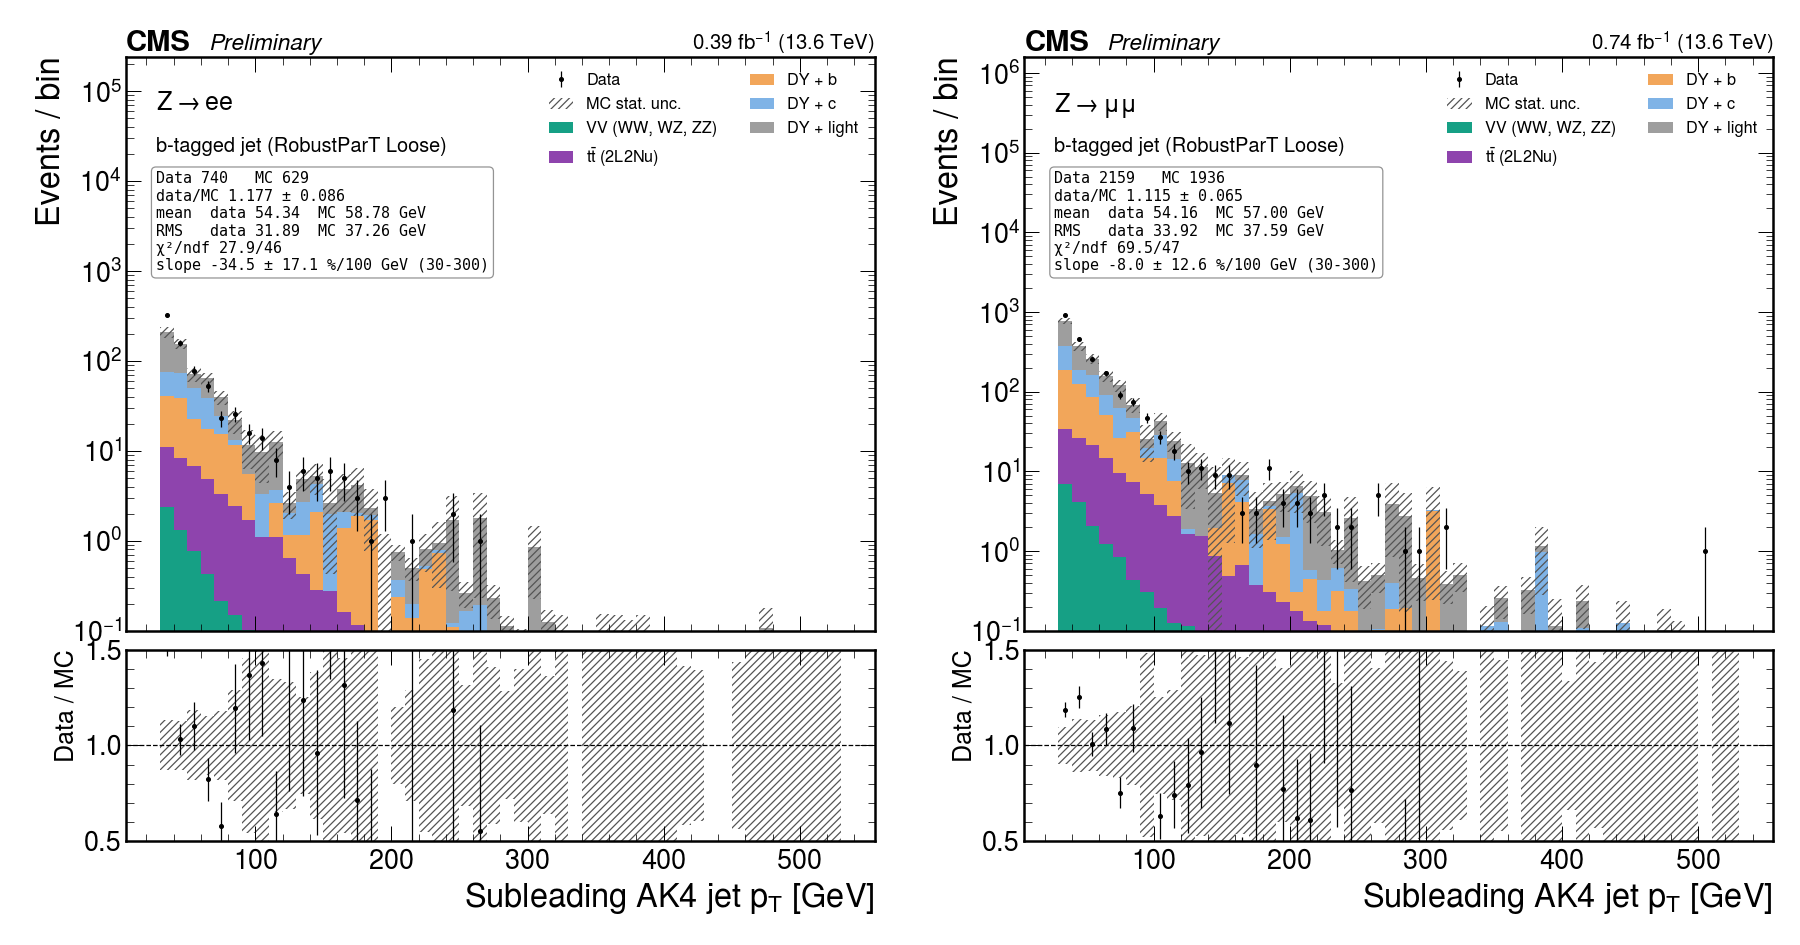 CMS Preliminary 0.39 fb⁻¹ (13.6 TeV)
Events / bin
10⁵
10⁴
10³
10²
10¹
10⁰
10⁻¹
Z → ee
b-tagged jet (RobustParT Loose)
Data 740 MC 629
data/MC 1.177 ± 0.086
mean data 54.34 MC 58.78 GeV
RMS data 31.89 MC 37.26 GeV
χ²/ndf 27.9/46
slope -34.5 ± 17.1 %/100 GeV (30-300)
Data
MC stat. unc.
VV (WW, WZ, ZZ)
tt̄ (2L2Nu)
DY + b
DY + c
DY + light
Data / MC
1.5
1.0
0.5
100 200 300 400 500
Subleading AK4 jet p_T [GeV]
CMS Preliminary 0.74 fb⁻¹ (13.6 TeV)
Events / bin
10⁶
10⁵
10⁴
10³
10²
10¹
10⁰
10⁻¹
Z → μμ
b-tagged jet (RobustParT Loose)
Data 2159 MC 1936
data/MC 1.115 ± 0.065
mean data 54.16 MC 57.00 GeV
RMS data 33.92 MC 37.59 GeV
χ²/ndf 69.5/47
slope -8.0 ± 12.6 %/100 GeV (30-300)
Data
MC stat. unc.
VV (WW, WZ, ZZ)
tt̄ (2L2Nu)
DY + b
DY + c
DY + light
Data / MC
1.5
1.0
0.5
100 200 300 400 500
Subleading AK4 jet p_T [GeV]